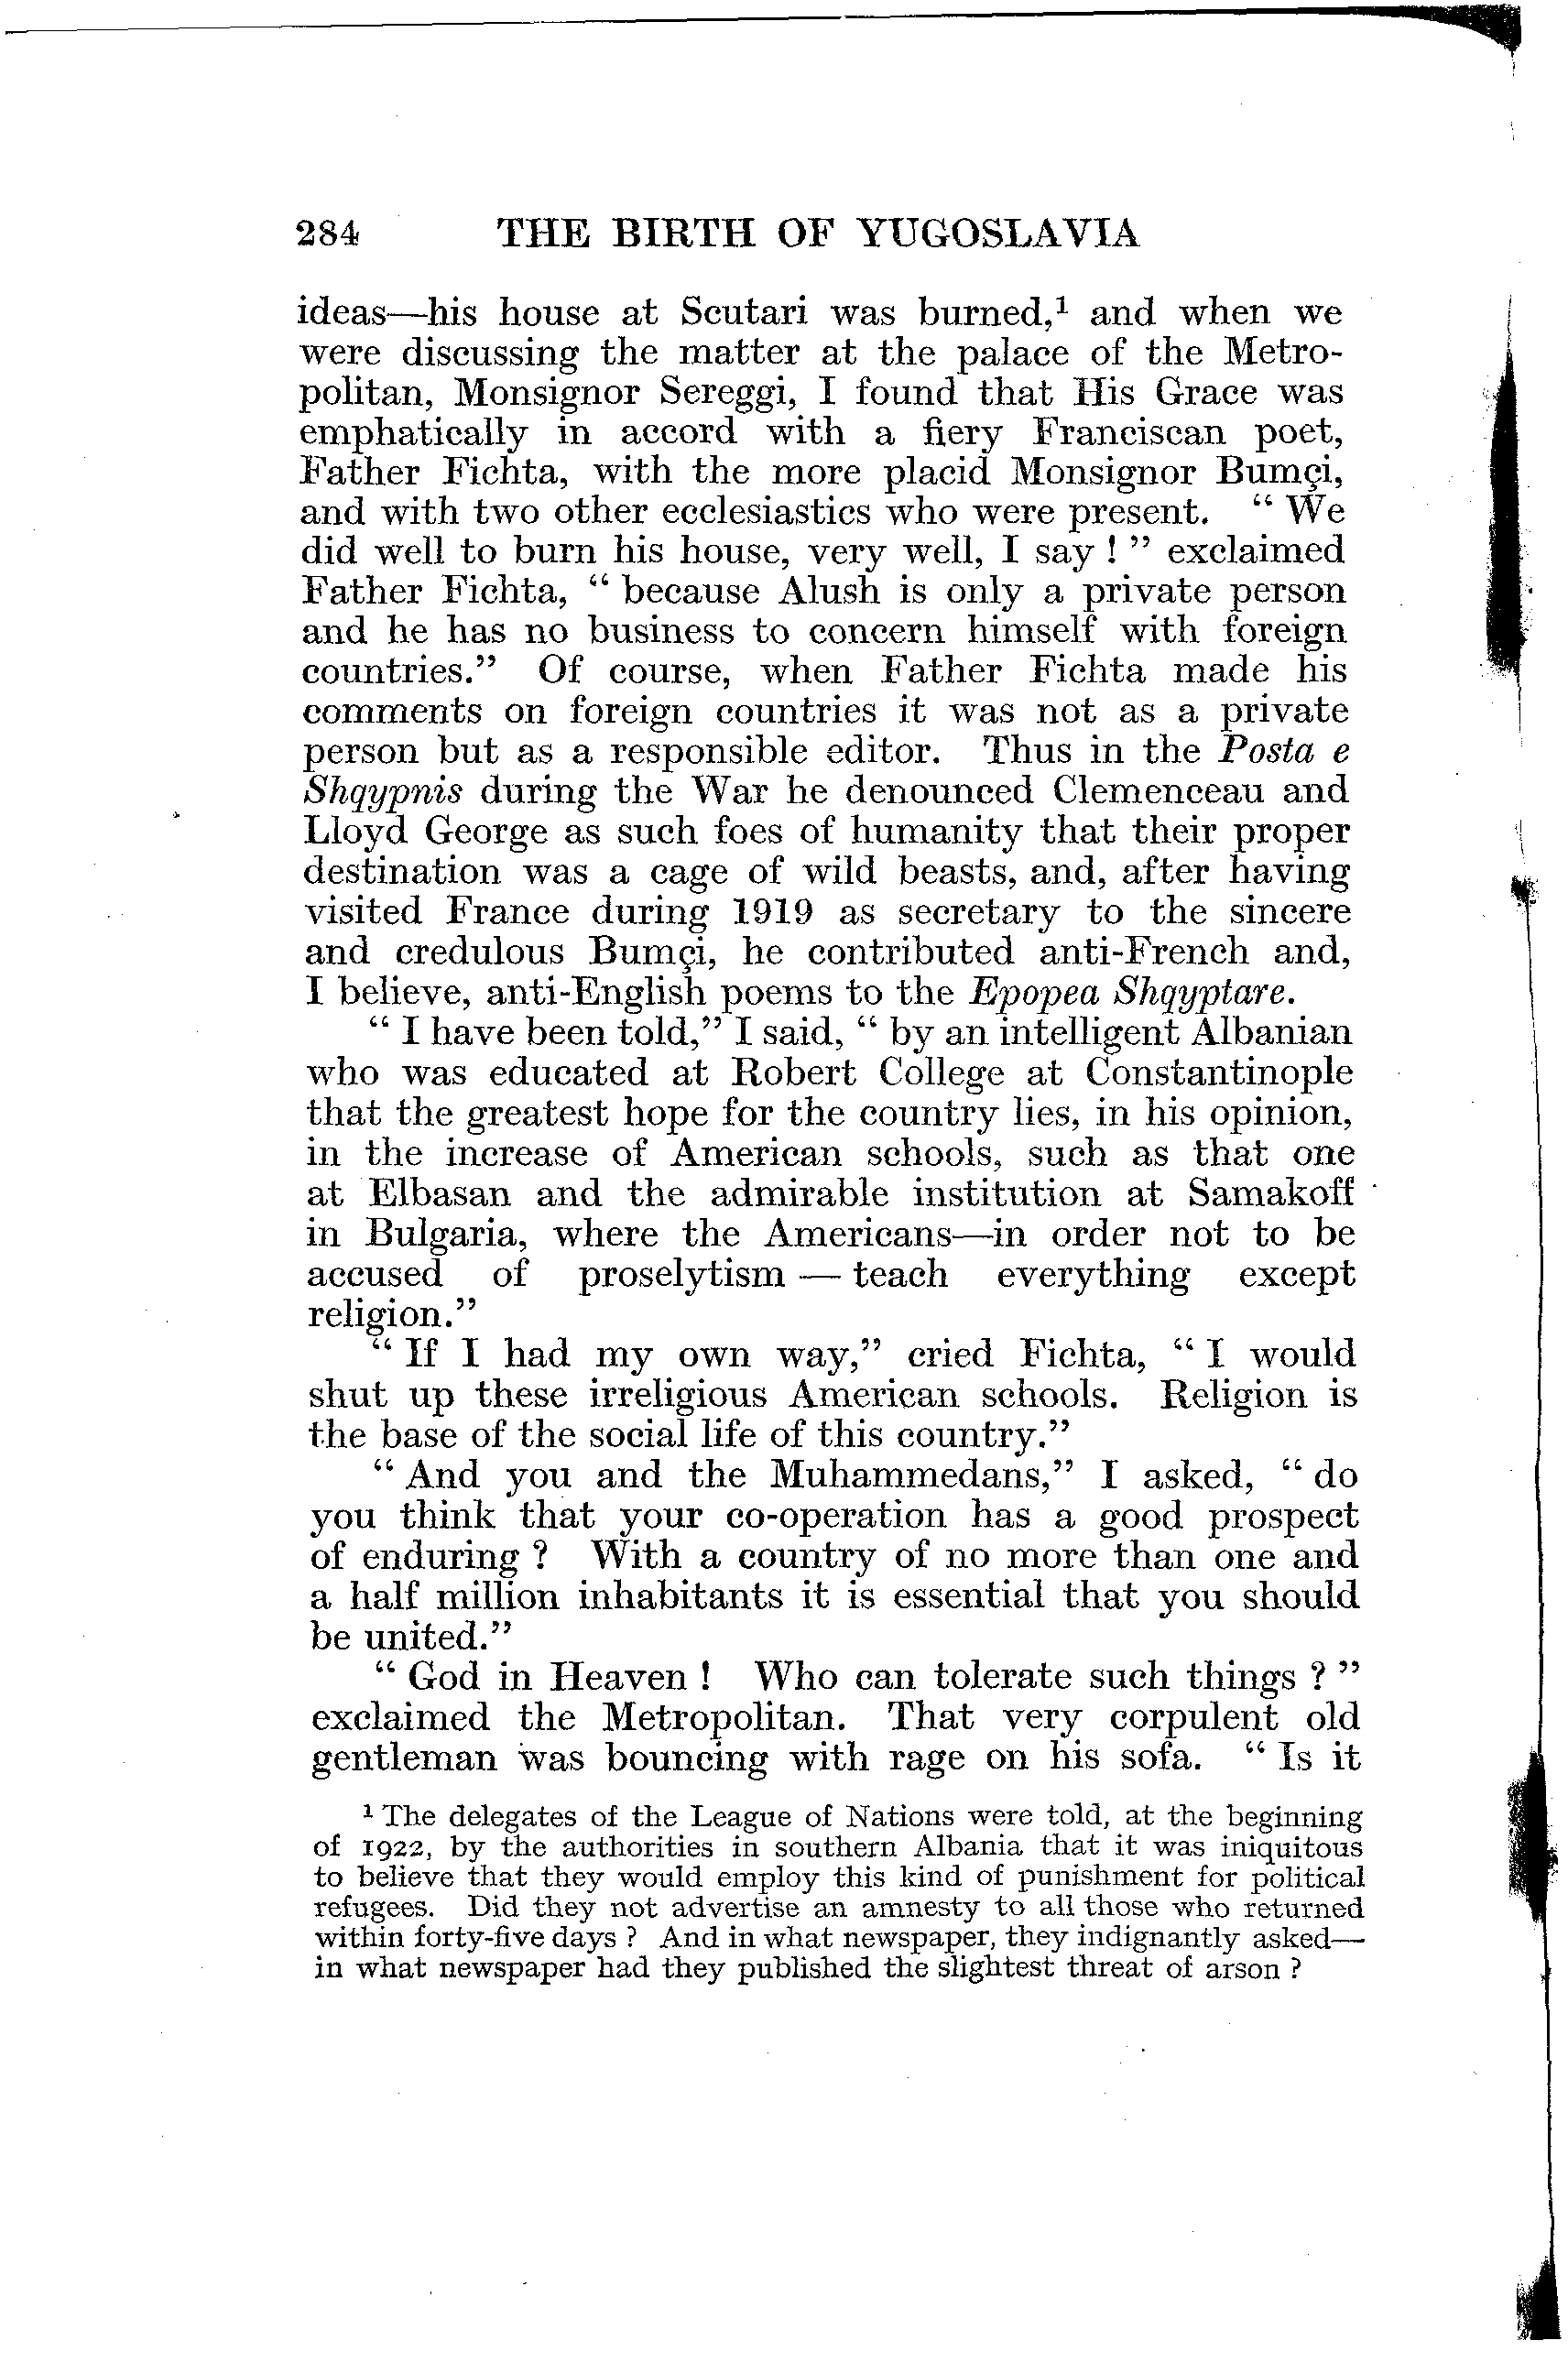 284 THE BIRTH OF YUGOSLAVIA
ideas—his house at Scutari was burned,¹ and when we
were discussing the matter at the palace of the Metro-
politan, Monsignor Sereggi, I found that His Grace was
emphatically in accord with a fiery Franciscan poet,
Father Fichta, with the more placid Monsignor Bumçi,
and with two other ecclesiastics who were present. “ We
did well to burn his house, very well, I say ! ” exclaimed
Father Fichta, “ because Alush is only a private person
and he has no business to concern himself with foreign
countries.” Of course, when Father Fichta made his
comments on foreign countries it was not as a private
person but as a responsible editor. Thus in the Posta e
Shqypnis during the War he denounced Clemenceau and
Lloyd George as such foes of humanity that their proper
destination was a cage of wild beasts, and, after having
visited France during 1919 as secretary to the sincere
and credulous Bumçi, he contributed anti-French and,
I believe, anti-English poems to the Epopea Shqyptare.
“ I have been told,” I said, “ by an intelligent Albanian
who was educated at Robert College at Constantinople
that the greatest hope for the country lies, in his opinion,
in the increase of American schools, such as that one
at Elbasan and the admirable institution at Samakoff
in Bulgaria, where the Americans—in order not to be
accused of proselytism — teach everything except
religion.”
“ If I had my own way,” cried Fichta, “ I would
shut up these irreligious American schools. Religion is
the base of the social life of this country.”
“ And you and the Muhammedans,” I asked, “ do
you think that your co-operation has a good prospect
of enduring ? With a country of no more than one and
a half million inhabitants it is essential that you should
be united.”
“ God in Heaven ! Who can tolerate such things ? ”
exclaimed the Metropolitan. That very corpulent old
gentleman was bouncing with rage on his sofa. “ Is it
¹ The delegates of the League of Nations were told, at the beginning
of 1922, by the authorities in southern Albania that it was iniquitous
to believe that they would employ this kind of punishment for political
refugees. Did they not advertise an amnesty to all those who returned
within forty-five days ? And in what newspaper, they indignantly asked—
in what newspaper had they published the slightest threat of arson ?